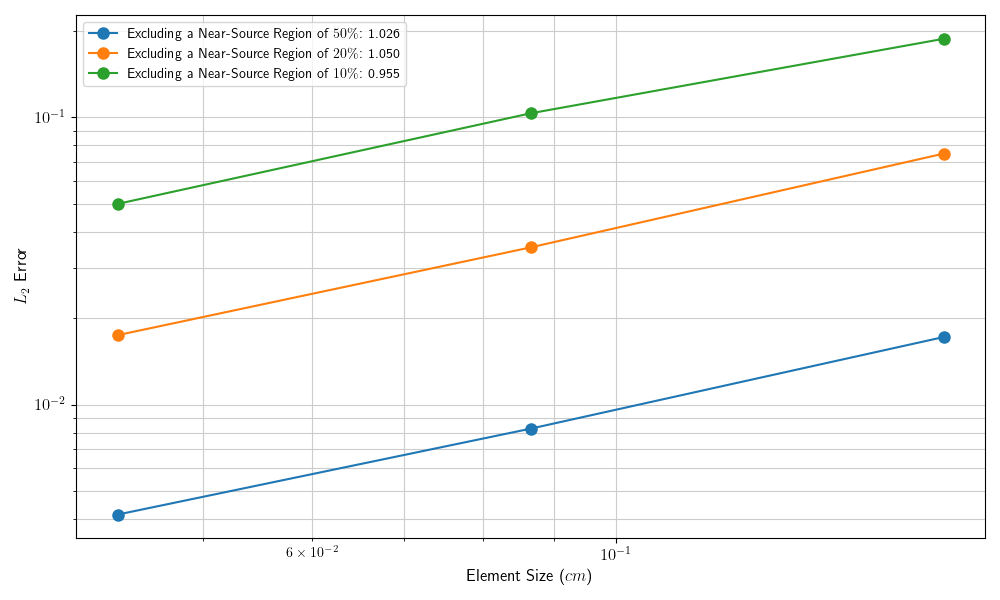 Excluding a Near-Source Region of 50%: 1.026
Excluding a Near-Source Region of 20%: 1.050
Excluding a Near-Source Region of 10%: 0.955
10⁻¹
10⁻²
L₂ Error
6 × 10⁻²
10⁻¹
Element Size (cm)